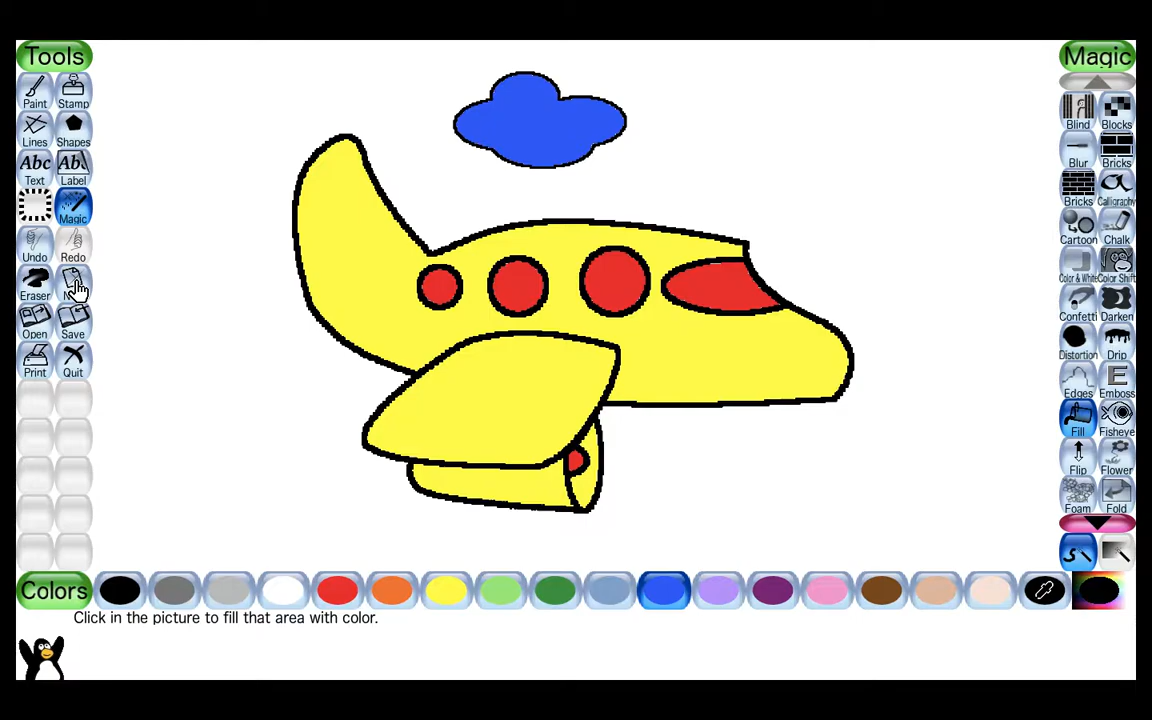 Tools
Magic
Paint
Stamp
Lines
Shapes
Abc
Text
Abc
Label
Magic
Undo
Redo
Eraser
Open
Save
Print
Quit
Blind
Blocks
Blur
Bricks
Bricks
Calligraphy
Cartoon
Chalk
Color & White
Color Shift
Confetti
Darken
Distortion
Drip
Edges
E
Emboss
Fill
Fisheye
Flip
Flower
Foam
Fold
Colors
Click in the picture to fill that area with color.